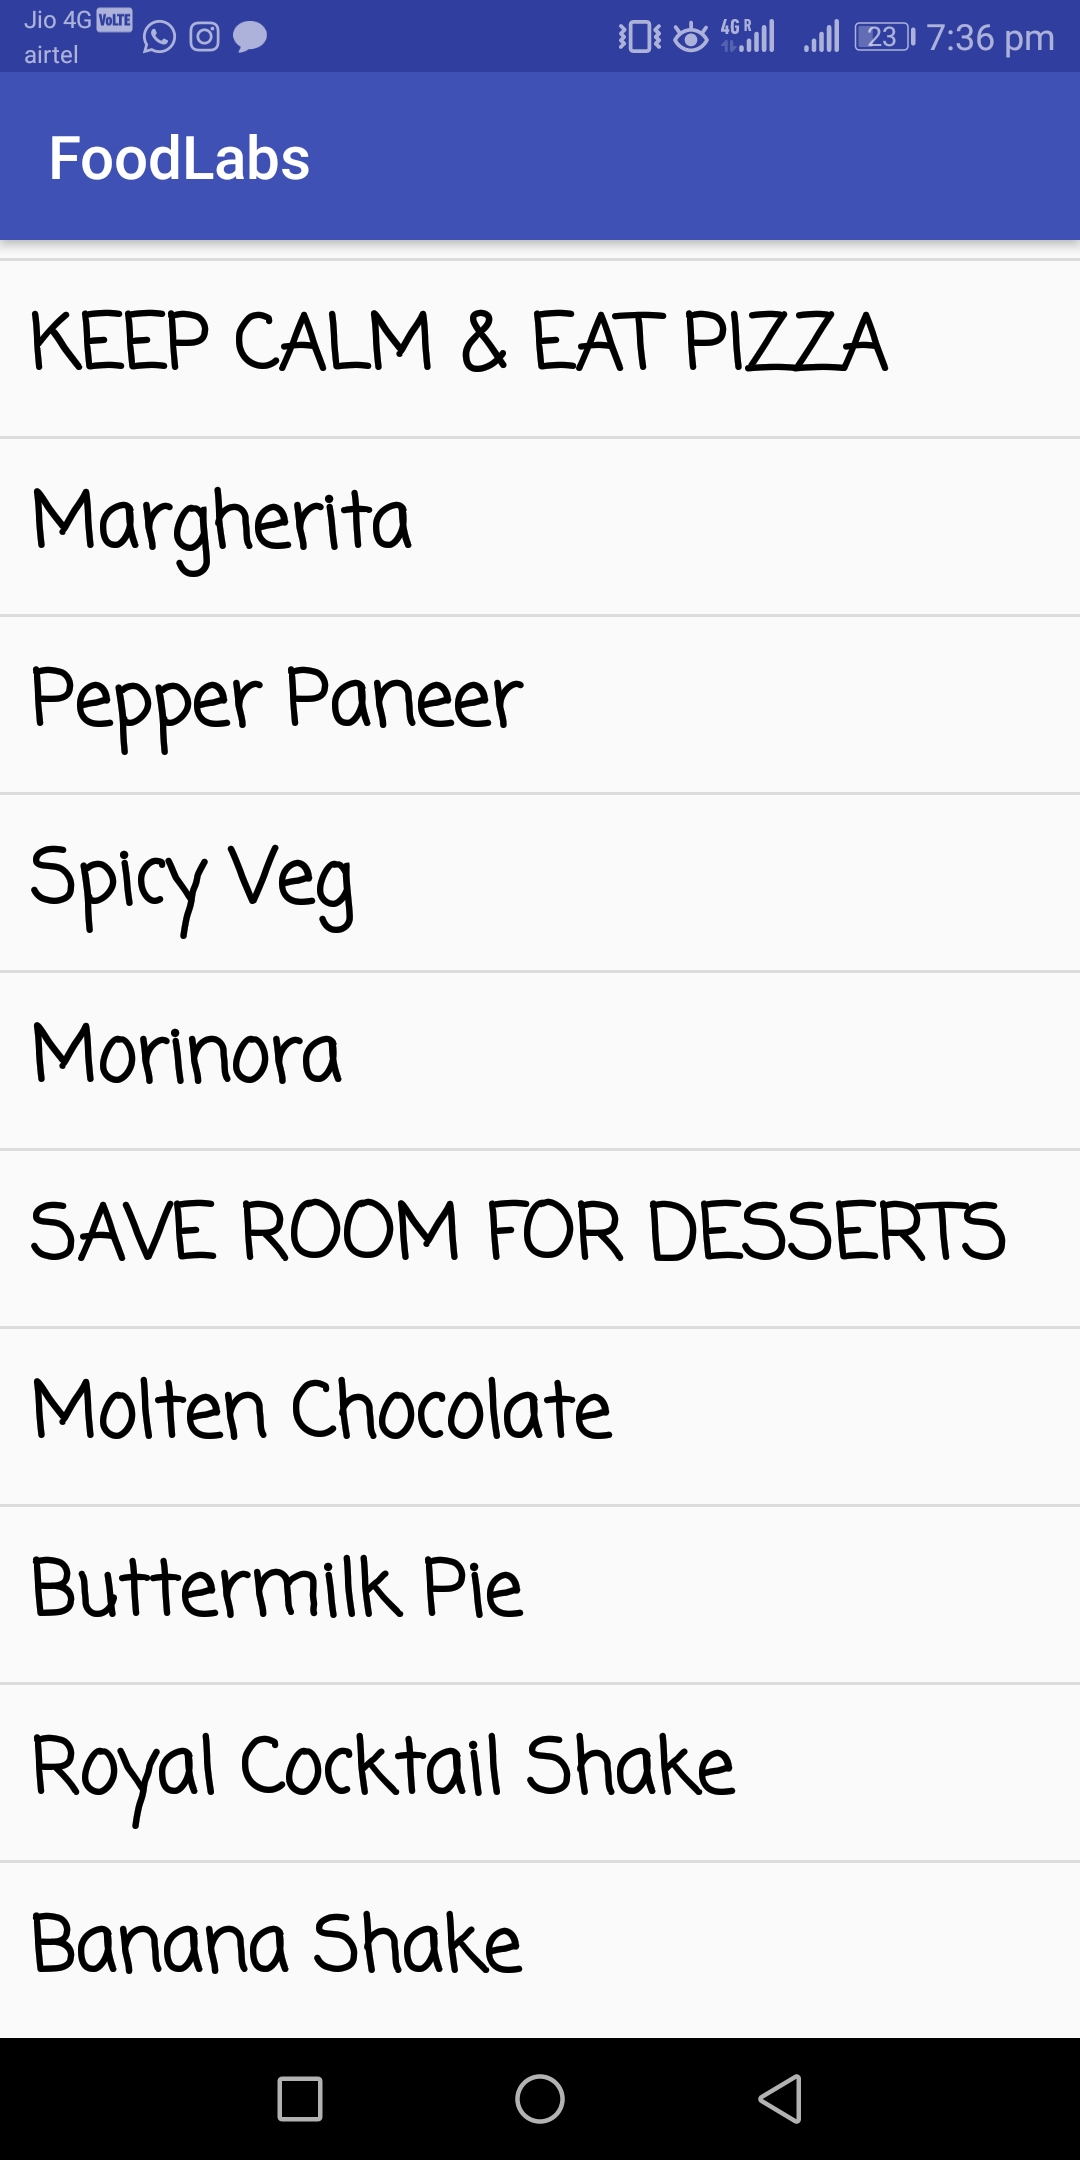 Jio 4G VoLTE
airtel
4G R
23
7:36 pm
FoodLabs
KEEP CALM & EAT PIZZA
Margherita
Pepper Paneer
Spicy Veg
Morinora
SAVE ROOM FOR DESSERTS
Molten Chocolate
Buttermilk Pie
Royal Cocktail Shake
Banana Shake